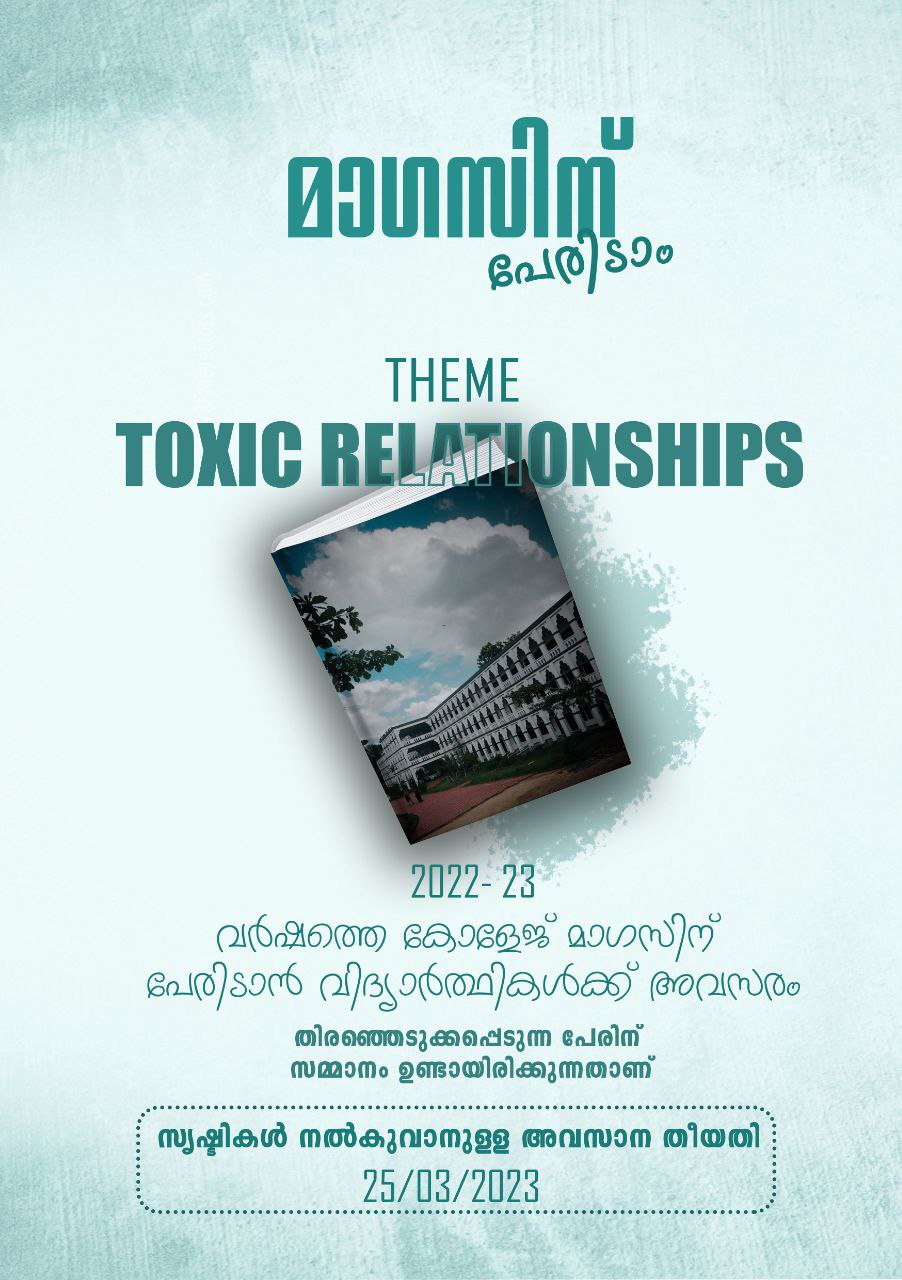 മാഗസിന്
പേരിടാം
THEME
TOXIC RELATIONSHIPS
2022- 23
വർഷത്തെ കോളേജ് മാഗസിന്
പേരിടാൻ വിദ്യാർത്ഥികൾക്ക് അവസരം
തിരഞ്ഞെടുക്കപ്പെടുന്ന പേരിന്
സമ്മാനം ഉണ്ടായിരിക്കുന്നതാണ്
സൃഷ്ടികൾ നൽകുവാനുളള അവസാന തീയതി
25/03/2023